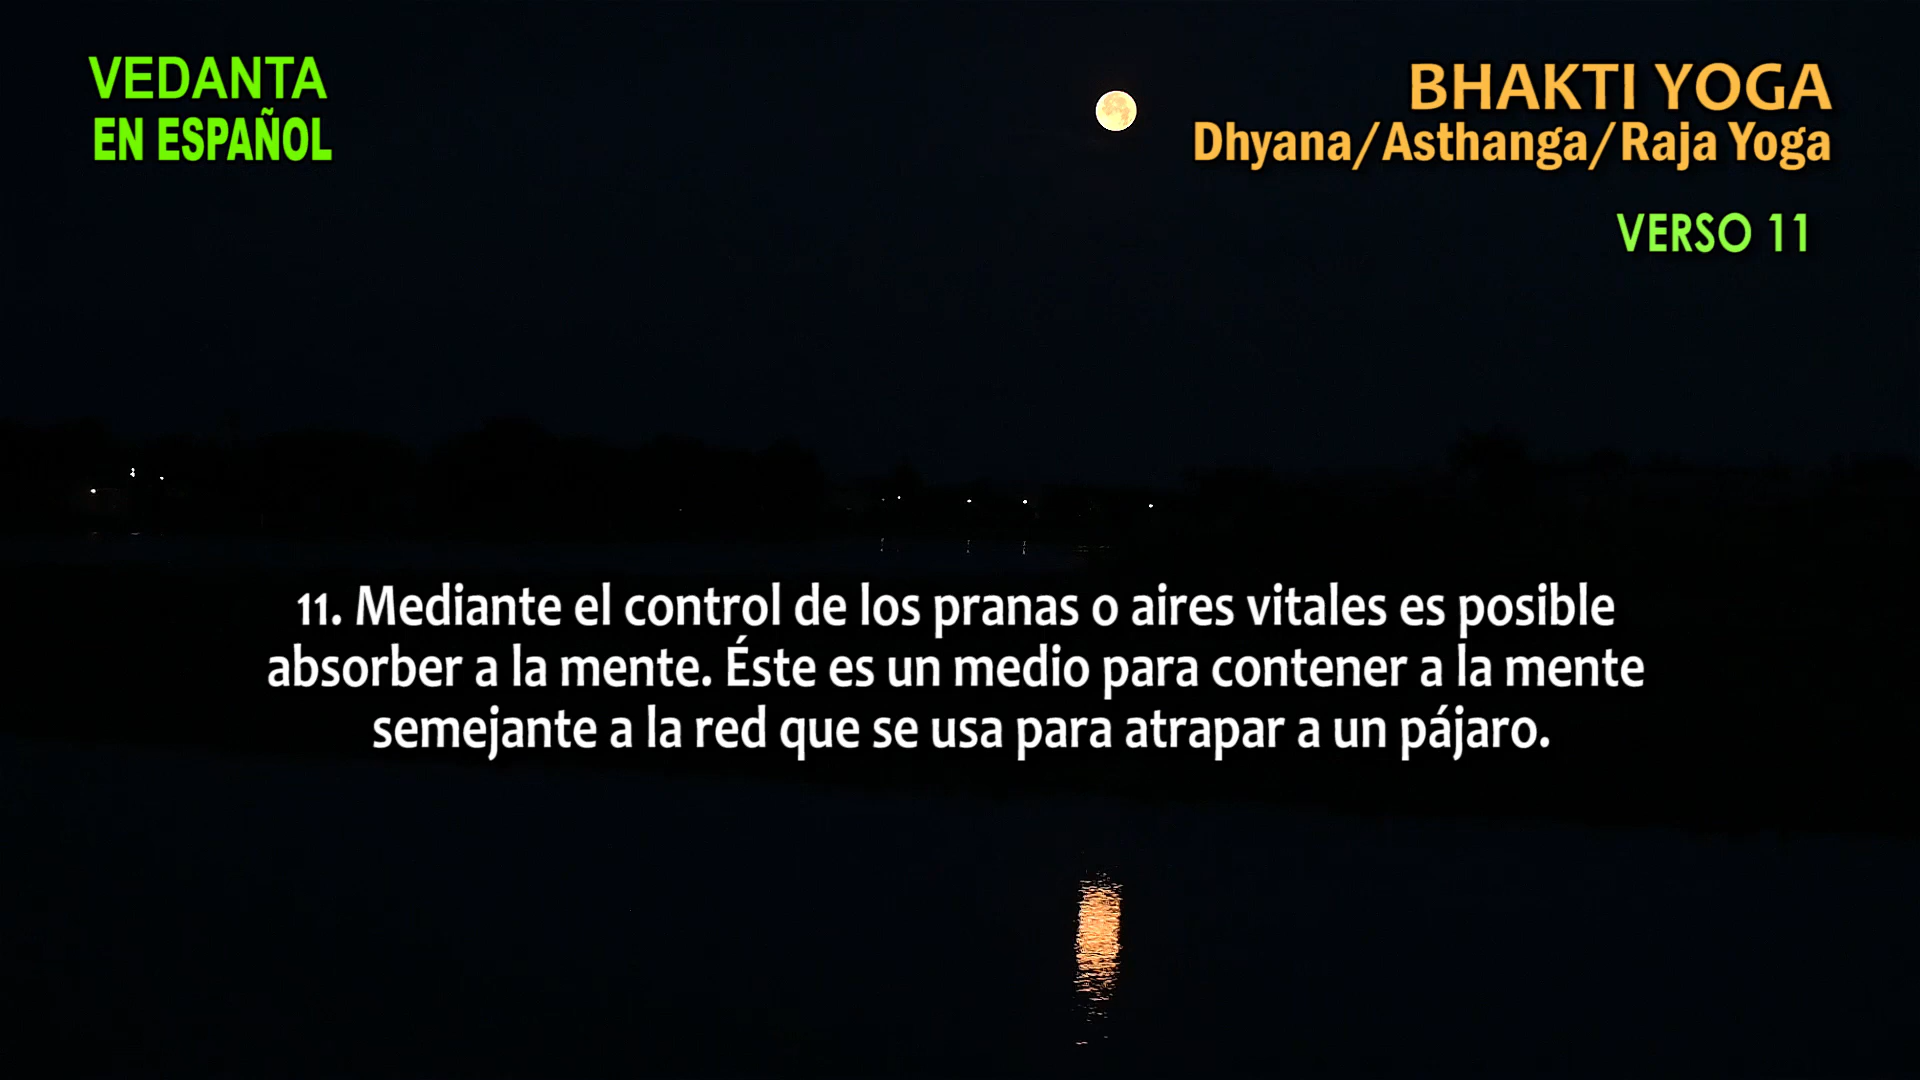 VEDANTA
EN ESPAÑOL
BHAKTI YOGA
Dhyana/Asthanga/Raja Yoga
VERSO 11
11. Mediante el control de los pranas o aires vitales es posible
absorber a la mente. Éste es un medio para contener a la mente
semejante a la red que se usa para atrapar a un pájaro.